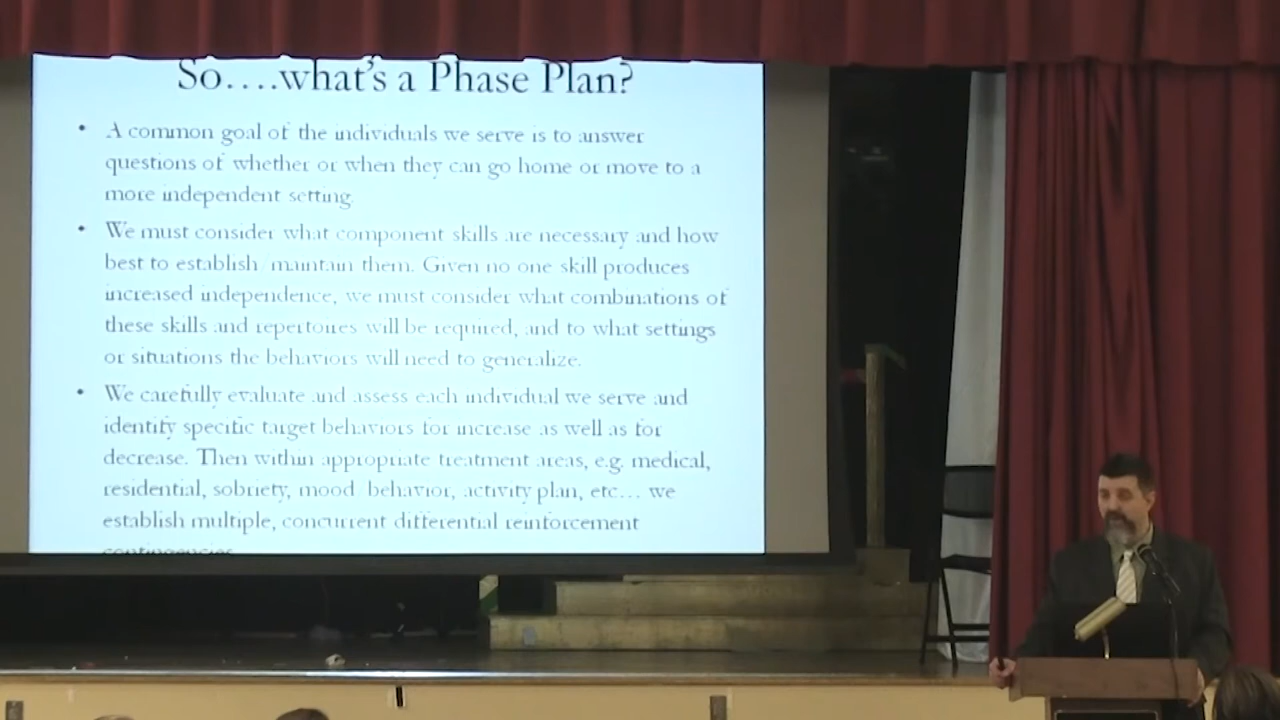 So....what's a Phase Plan?
• A common goal of the individuals we serve is to answer
questions of whether or when they can go home or move to a
more independent setting.
• We must consider what component skills are necessary and how
best to establish/maintain them. Given no one skill produces
increased independence, we must consider what combinations of
these skills and repertoires will be required, and to what settings
or situations the behaviors will need to generalize.
• We carefully evaluate and assess each individual we serve and
identify specific target behaviors for increase as well as for
decrease. Then within appropriate treatment areas, e.g. medical,
residential, sobriety, mood/behavior, activity plan, etc... we
establish multiple, concurrent differential reinforcement
contingencies.